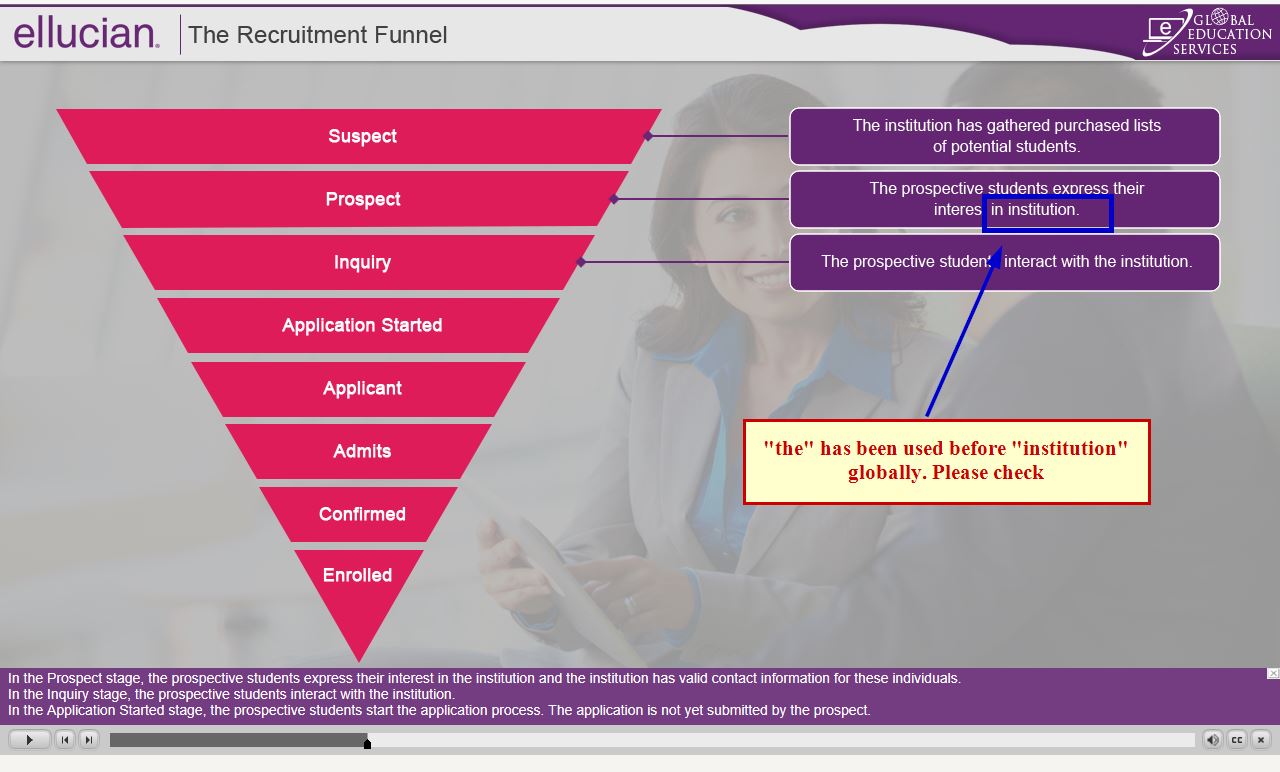 ellucian®
The Recruitment Funnel
GLOBAL
EDUCATION
SERVICES
e
Suspect
The institution has gathered purchased lists
of potential students.
Prospect
The prospective students express their
interest in institution.
Inquiry
The prospective students interact with the institution.
Application Started
Applicant
"the" has been used before "institution"
globally. Please check
Admits
Confirmed
Enrolled
In the Prospect stage, the prospective students express their interest in the institution and the institution has valid contact information for these individuals.
In the Inquiry stage, the prospective students interact with the institution.
In the Application Started stage, the prospective students start the application process. The application is not yet submitted by the prospect.
CC